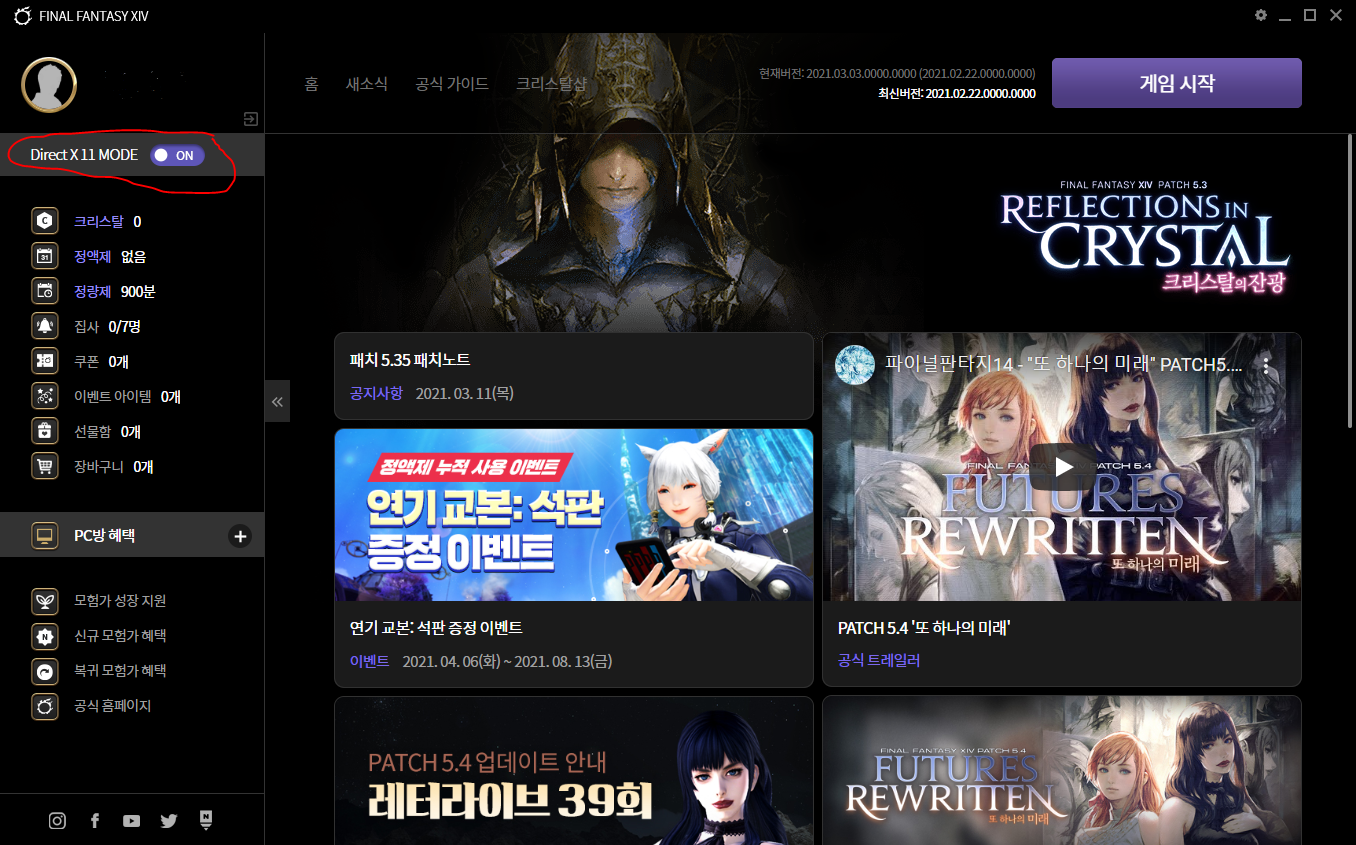 FINAL FANTASY XIV
홈 새소식 공식 가이드 크리스탈샵
현재버전: 2021.03.03.0000.0000 (2021.02.22.0000.0000)
최신버전: 2021.02.22.0000.0000
게임 시작
Direct X 11 MODE ON
크리스탈 0
정액제 없음
정량제 900분
집사 0/7명
쿠폰 0개
이벤트 아이템 0개
선물함 0개
장바구니 0개
PC방 혜택
모험가 성장 지원
신규 모험가 혜택
복귀 모험가 혜택
공식 홈페이지
FINAL FANTASY XIV PATCH 5.3
REFLECTIONS IN
CRYSTAL
크리스탈의 잔광
패치 5.35 패치노트
공지사항 2021. 03. 11(목)
정액제 누적 사용 이벤트
연기 교본: 석판
증정 이벤트
연기 교본: 석판 증정 이벤트
이벤트 2021. 04. 06(화) ~ 2021. 08. 13(금)
파이널판타지14 - "또 하나의 미래" PATCH5....
FUTURES
REWRITTEN
또 하나의 미래
PATCH 5.4 '또 하나의 미래'
공식 트레일러
PATCH 5.4 업데이트 안내
레터라이브 39회
FINAL FANTASY XIV PATCH 5.4
FUTURES
REWRITTEN
또 하나의 미래